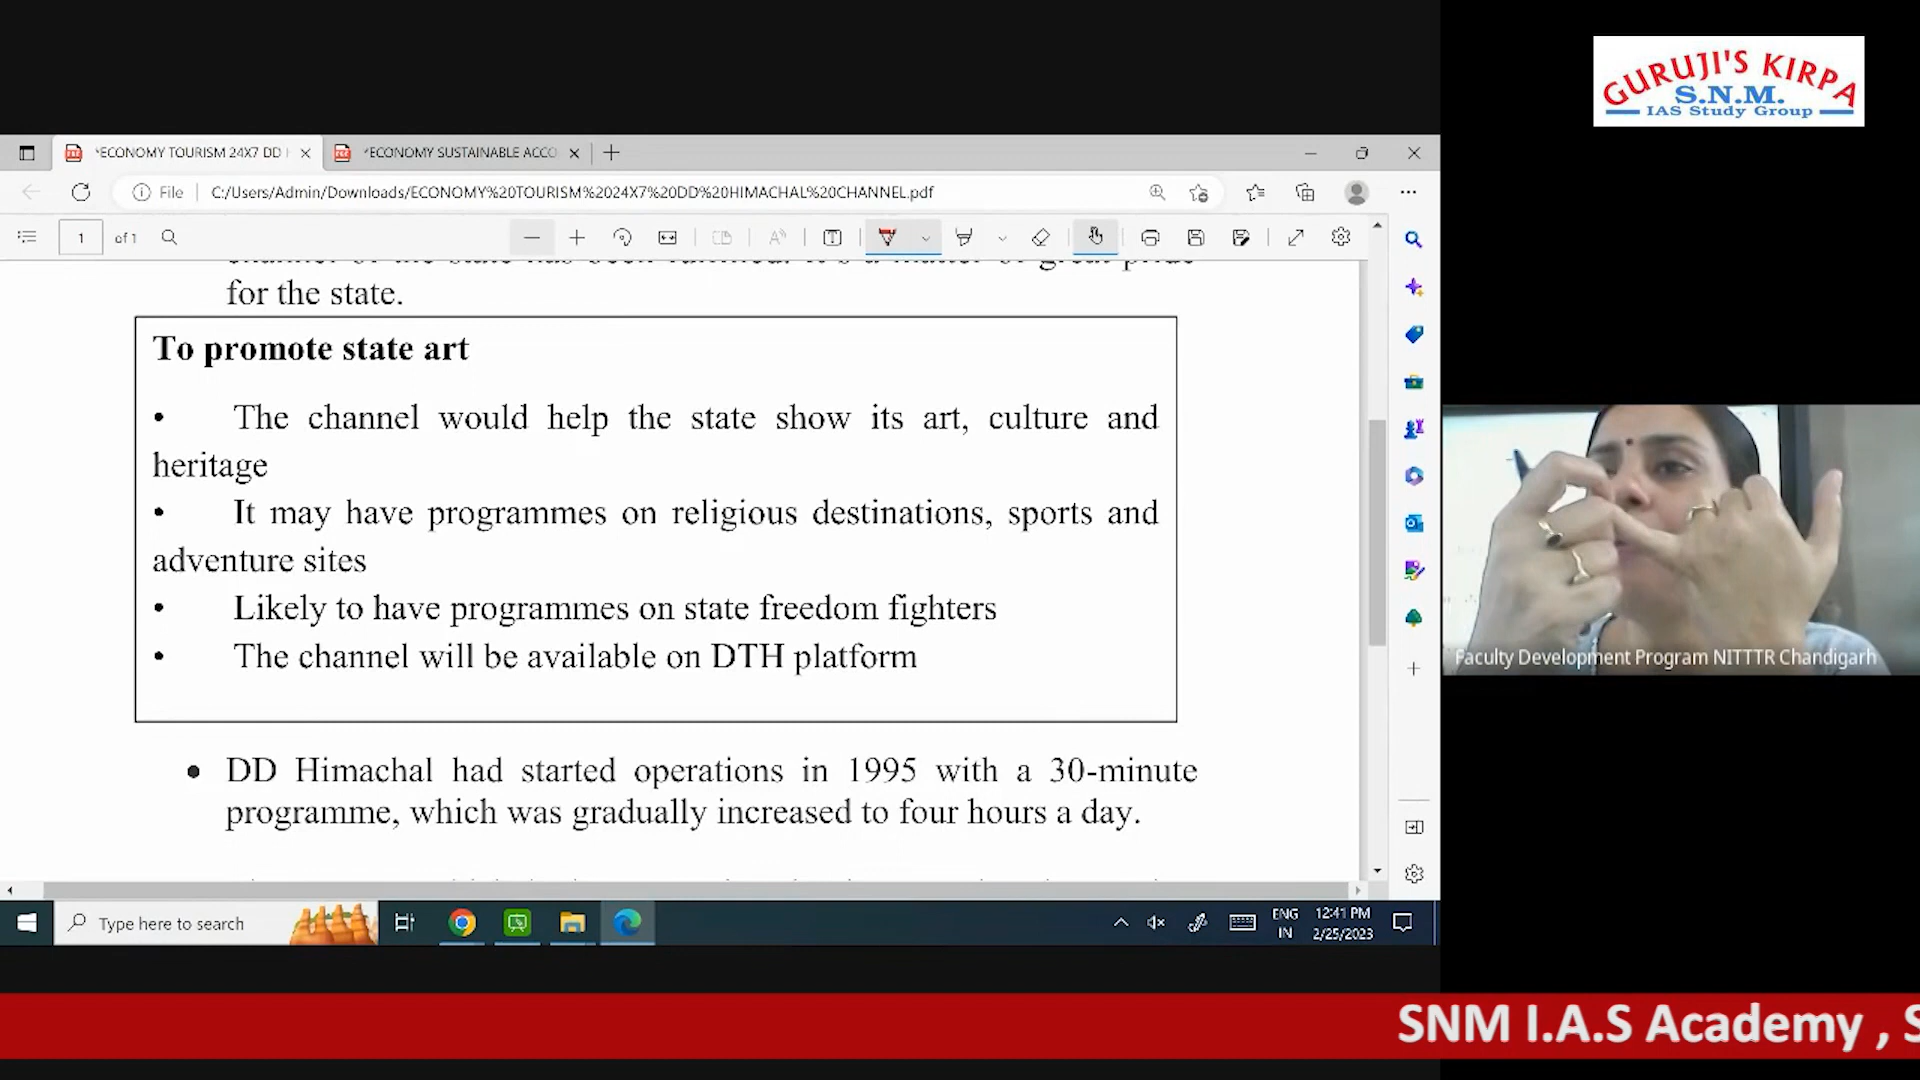 GURUJI'S KIRPA
S.N.M.
IAS Study Group
*ECONOMY TOURISM 24X7 DD
*ECONOMY SUSTAINABLE ACCO
File
C:/Users/Admin/Downloads/ECONOMY%20TOURISM%2024X7%20DD%20HIMACHAL%20CHANNEL.pdf
1 of 1
for the state.
To promote state art
• The channel would help the state show its art, culture and
heritage
• It may have programmes on religious destinations, sports and
adventure sites
• Likely to have programmes on state freedom fighters
• The channel will be available on DTH platform
• DD Himachal had started operations in 1995 with a 30-minute
programme, which was gradually increased to four hours a day.
Faculty Development Program NITTTR Chandigarh
Type here to search
ENG
IN
12:41 PM
2/25/2023
SNM I.A.S Academy , S